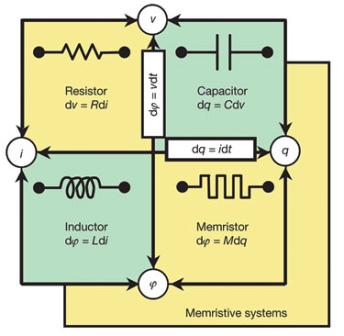 v
Resistor
dv = Rdi
dφ = vdt
Capacitor
dq = Cdv
i
dq = idt
q
Inductor
dφ = Ldi
Memristor
dφ = Mdq
φ
Memristive systems